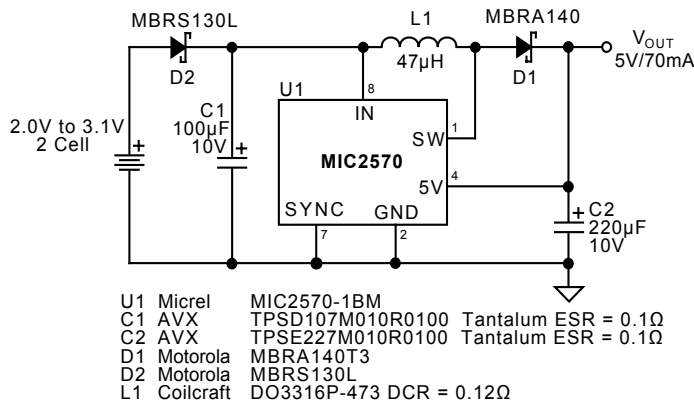 MBRS130L
L1
MBRA140
VOUT
5V/70mA
D2
47µH
D1
U1
8
IN
C1
100µF
10V
2.0V to 3.1V
2 Cell
+
+
SW
1
MIC2570
5V
4
SYNC
GND
7
2
+
C2
220µF
10V
U1 Micrel MIC2570-1BM
C1 AVX TPSD107M010R0100 Tantalum ESR = 0.1Ω
C2 AVX TPSE227M010R0100 Tantalum ESR = 0.1Ω
D1 Motorola MBRA140T3
D2 Motorola MBRS130L
L1 Coilcraft DO3316P-473 DCR = 0.12Ω